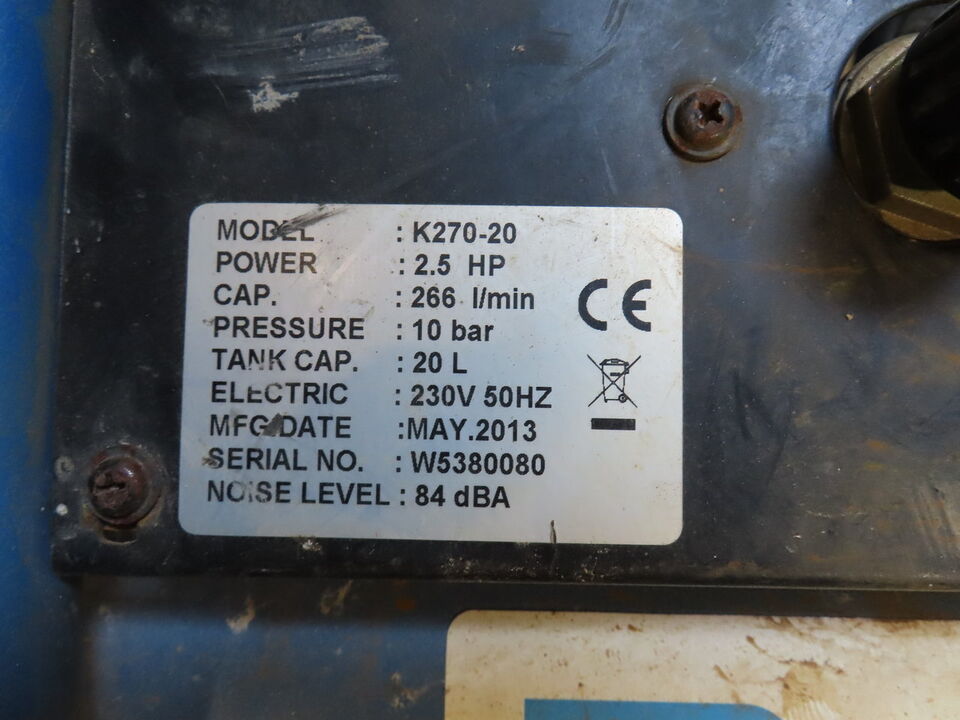 MODEL : K270-20
POWER : 2.5 HP
CAP. : 266 l/min
PRESSURE : 10 bar
TANK CAP. : 20 L
ELECTRIC : 230V 50HZ
MFG DATE :MAY.2013
SERIAL NO. : W5380080
NOISE LEVEL : 84 dBA
CE